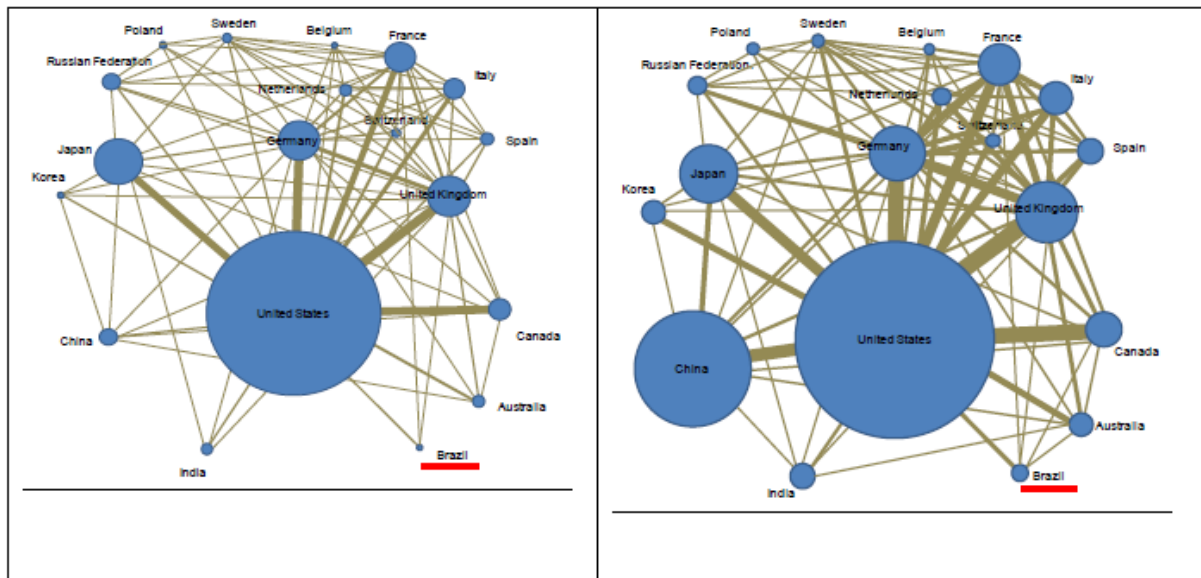 Sweden
Poland
Belgium
France
Russian Federation
Netherlands
Italy
Switzerland
Germany
Spain
Japan
Korea
United Kingdom
United States
China
Canada
Australia
India
Brazil
Sweden
Poland
Belgium
France
Russian Federation
Italy
Netherlands
Switzerland
Germany
Spain
Japan
Korea
United Kingdom
United States
Canada
China
Australia
Brazil
India